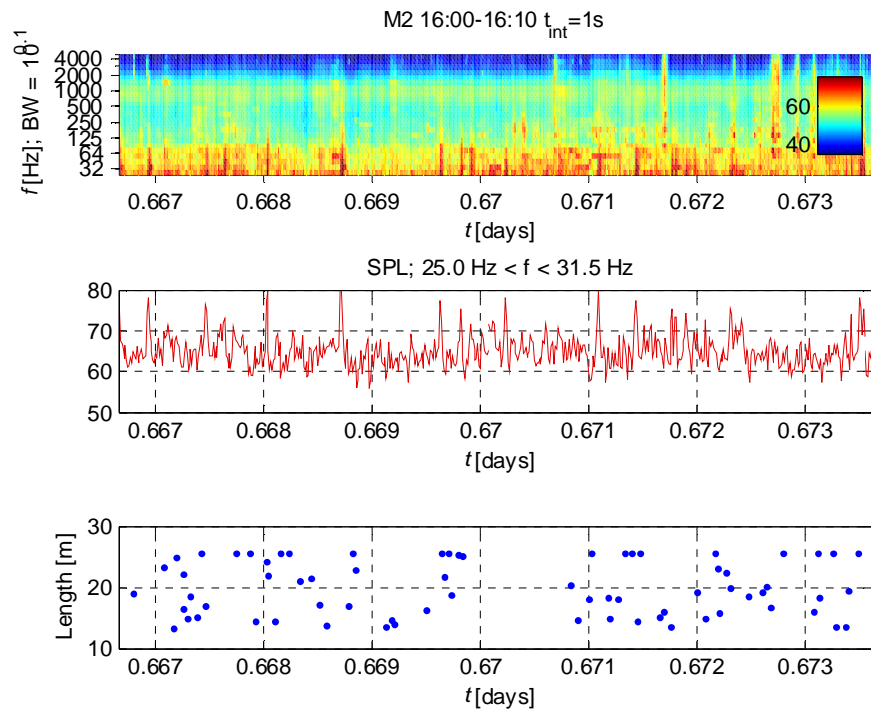 M2 16:00-16:10 t_int=1s
f [Hz]; BW = 10^0.1
4000
2000
1000
500
250
125
64
32
60
40
0.667 0.668 0.669 0.67 0.671 0.672 0.673
t [days]
SPL; 25.0 Hz < f < 31.5 Hz
80
70
60
50
0.667 0.668 0.669 0.67 0.671 0.672 0.673
t [days]
Length [m]
30
20
10
0.667 0.668 0.669 0.67 0.671 0.672 0.673
t [days]